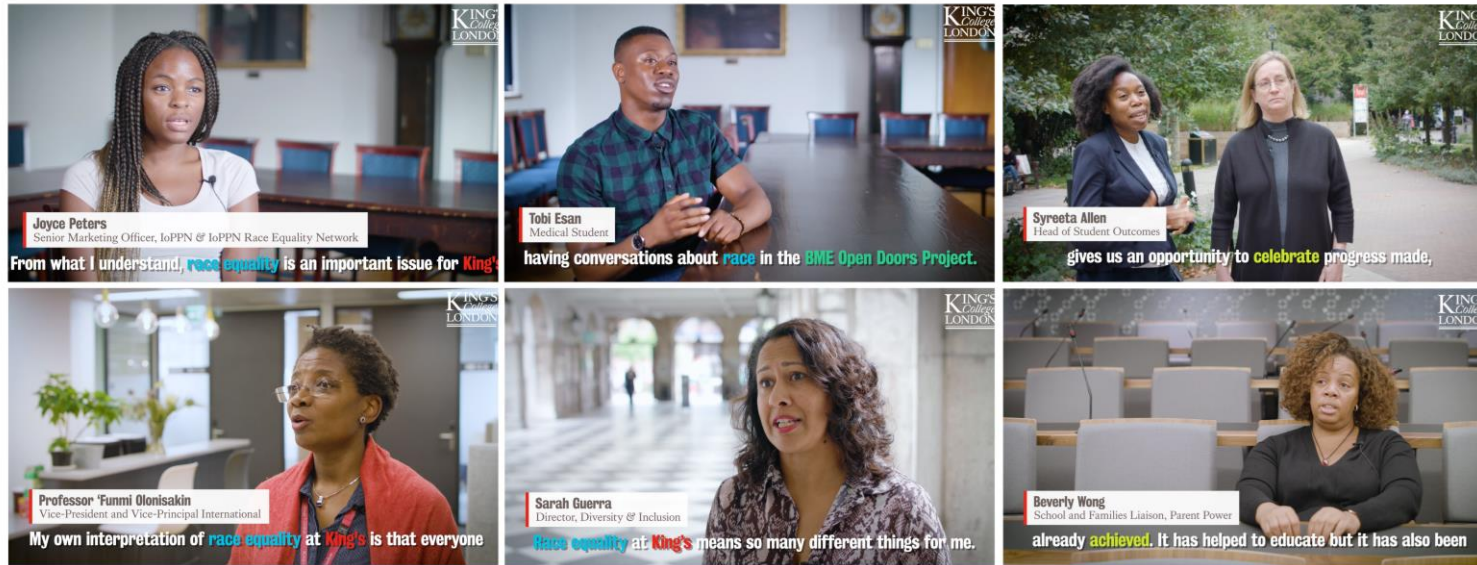 KING'S
College
LONDON
Joyce Peters
Senior Marketing Officer, IoPPN & IoPPN Race Equality Network
From what I understand, race equality is an important issue for King's
KING'S
College
LONDON
Tobi Esan
Medical Student
having conversations about race in the BME Open Doors Project.
KING'S
College
LONDON
Syreeta Allen
Head of Student Outcomes
gives us an opportunity to celebrate progress made,
KING'S
College
LONDON
Professor 'Funmi Olonisakin
Vice-President and Vice-Principal International
My own interpretation of race equality at King's is that everyone
KING'S
College
LONDON
Sarah Guerra
Director, Diversity & Inclusion
Race equality at King's means so many different things for me.
KING'S
College
LONDON
Beverly Wong
School and Families Liaison, Parent Power
already achieved. It has helped to educate but it has also been